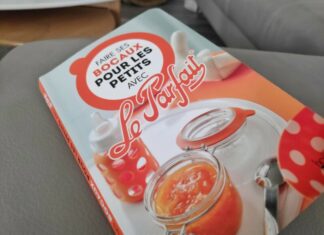 FAIRE SES
BOCAUX
POUR LES
PETITS
AVEC
Le Parfait